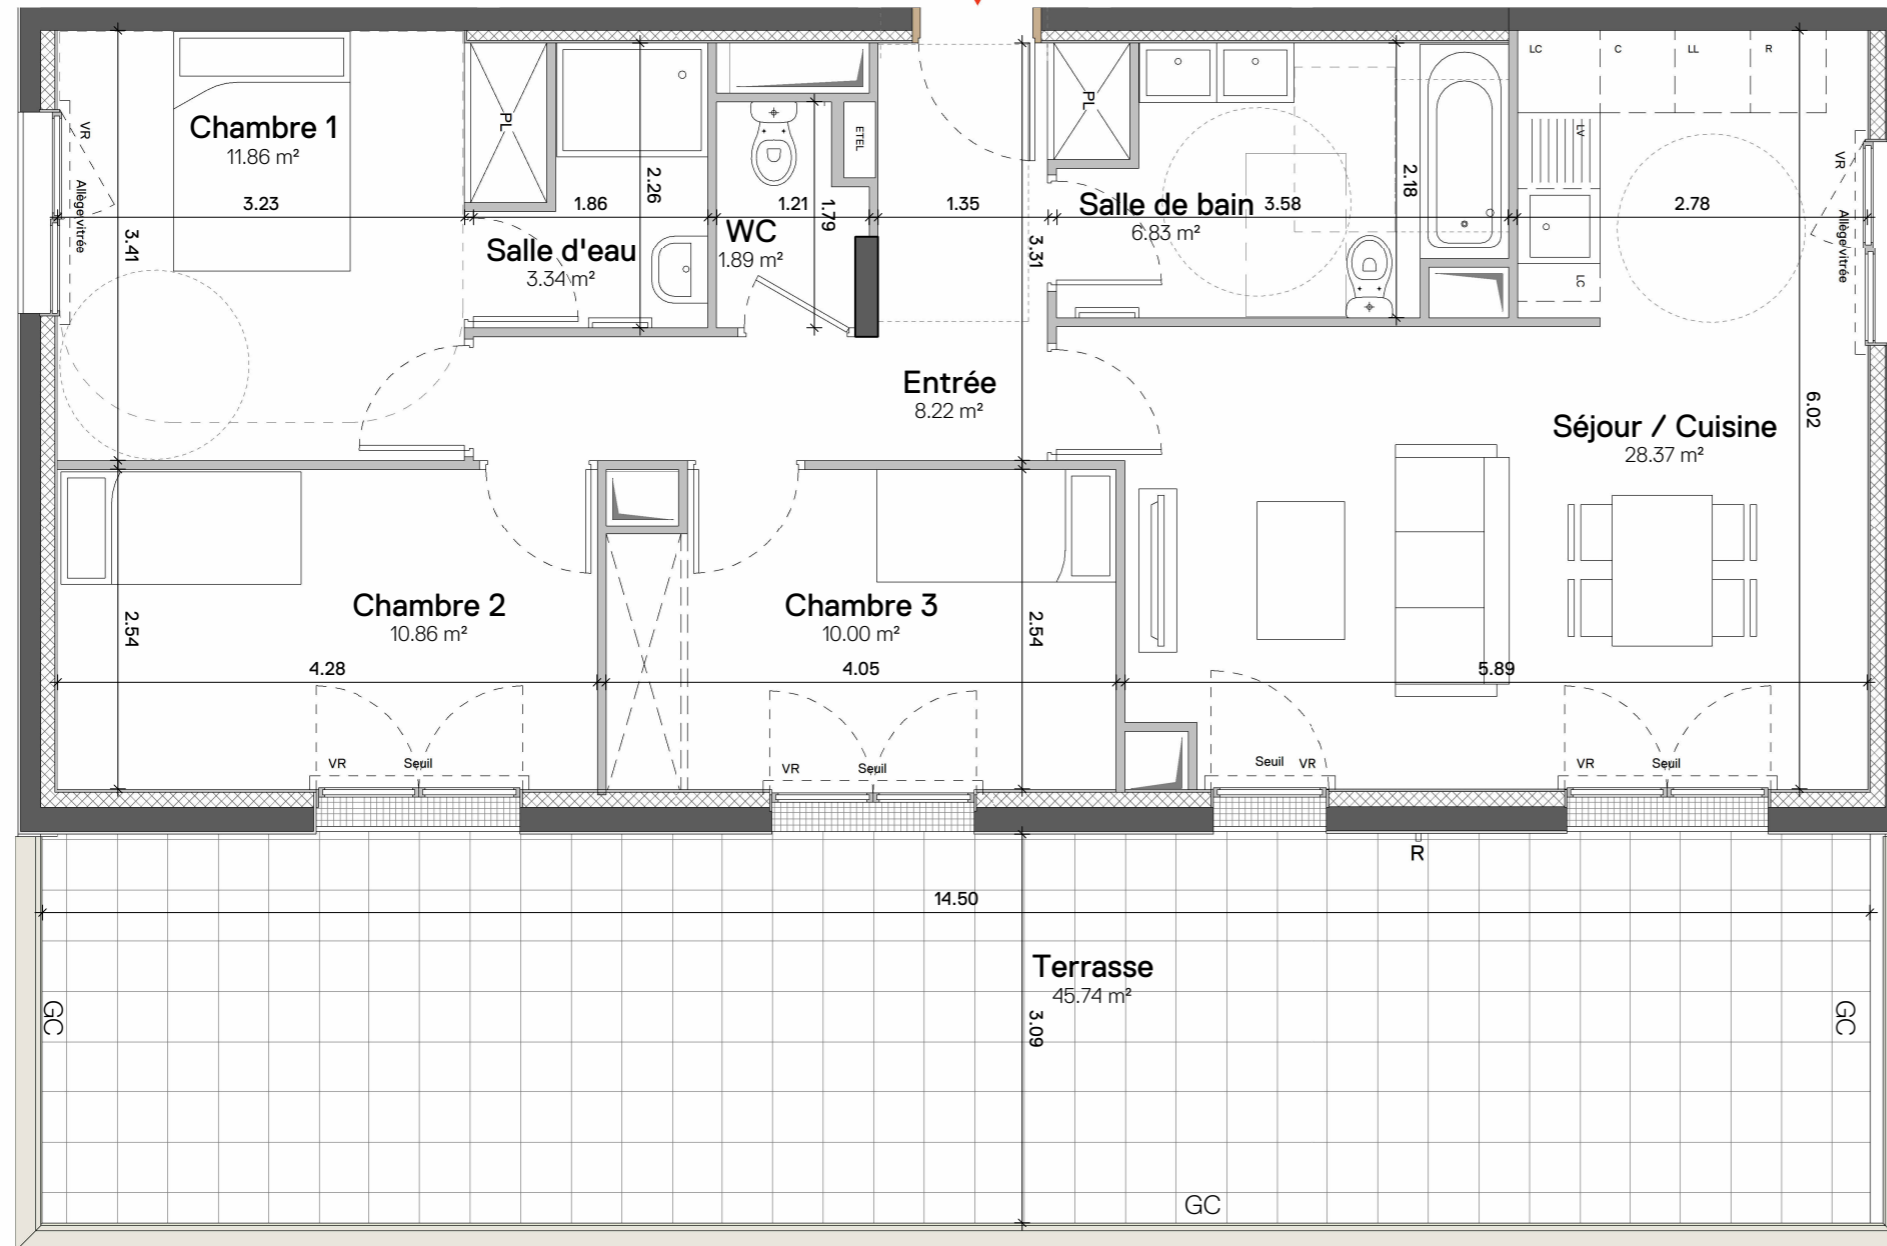 Chambre 1
11.86 m²
VR
Allège vitrée
3.23
3.41
PL
1.86
2.26
Salle d'eau
3.34 m²
ETEL
1.21
1.79
WC
1.89 m²
1.35
3.31
PL
Salle de bain
6.83 m²
3.58
2.18
LC
C
LL
R
LV
LC
2.78
VR
Allège vitrée
Entrée
8.22 m²
Séjour / Cuisine
28.37 m²
6.02
Chambre 2
10.86 m²
2.54
4.28
VR
Seuil
Chambre 3
10.00 m²
2.54
4.05
VR
Seuil
5.89
Seuil
VR
VR
Seuil
R
14.50
Terrasse
45.74 m²
3.09
GC
GC
GC